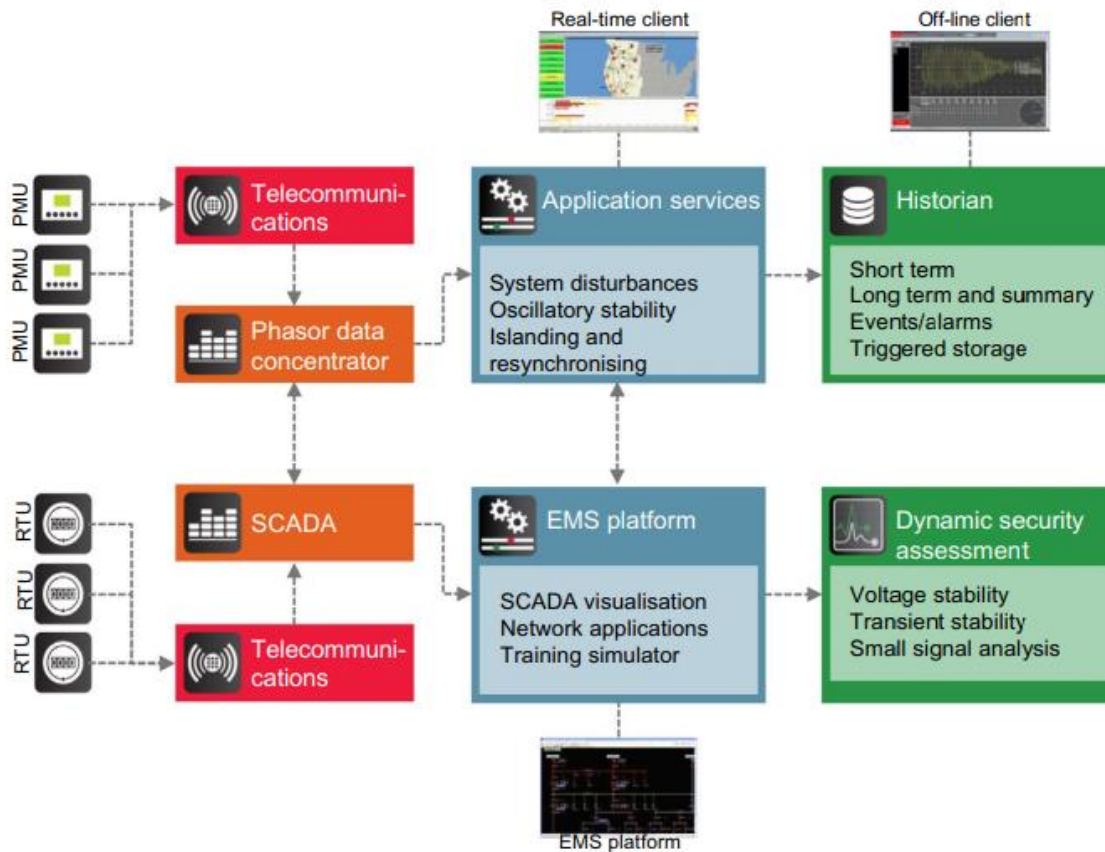 Real-time client
Off-line client
PMU
PMU
PMU
Telecommuni-
cations
Phasor data
concentrator
Application services
System disturbances
Oscillatory stability
Islanding and
resynchronising
Historian
Short term
Long term and summary
Events/alarms
Triggered storage
RTU
RTU
RTU
SCADA
Telecommuni-
cations
EMS platform
SCADA visualisation
Network applications
Training simulator
Dynamic security
assessment
Voltage stability
Transient stability
Small signal analysis
EMS platform